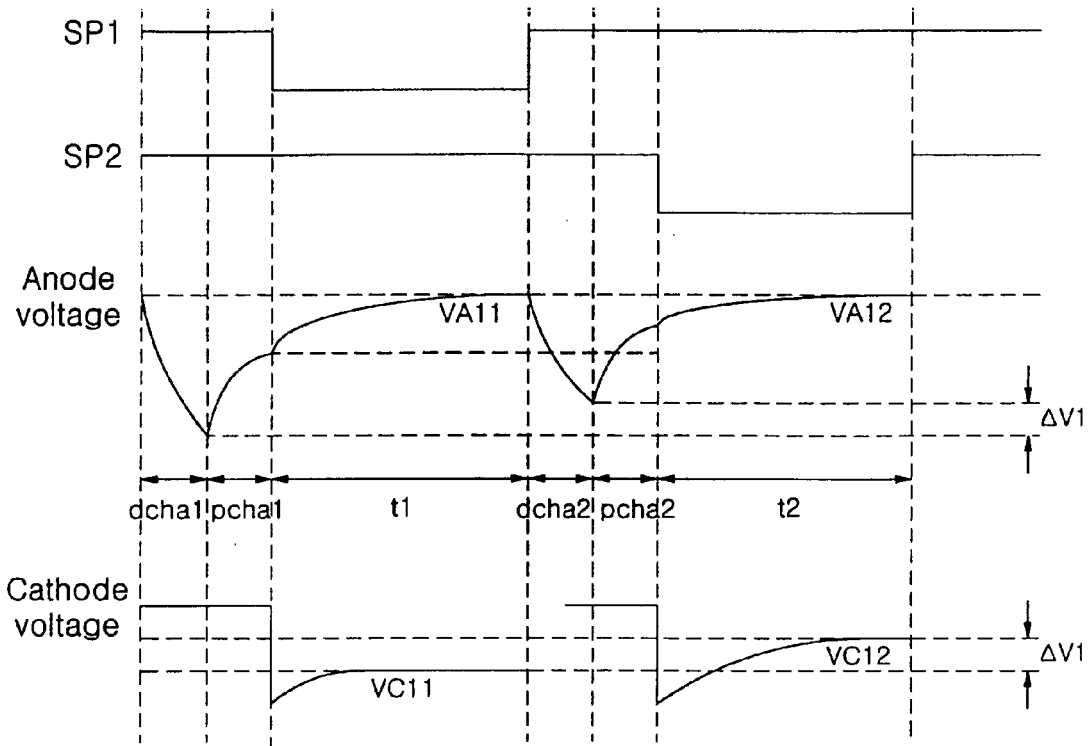 SP1
SP2
Anode
voltage
VA11
VA12
ΔV1
dcha1
pcha1
t1
dcha2
pcha2
t2
Cathode
voltage
VC11
VC12
ΔV1